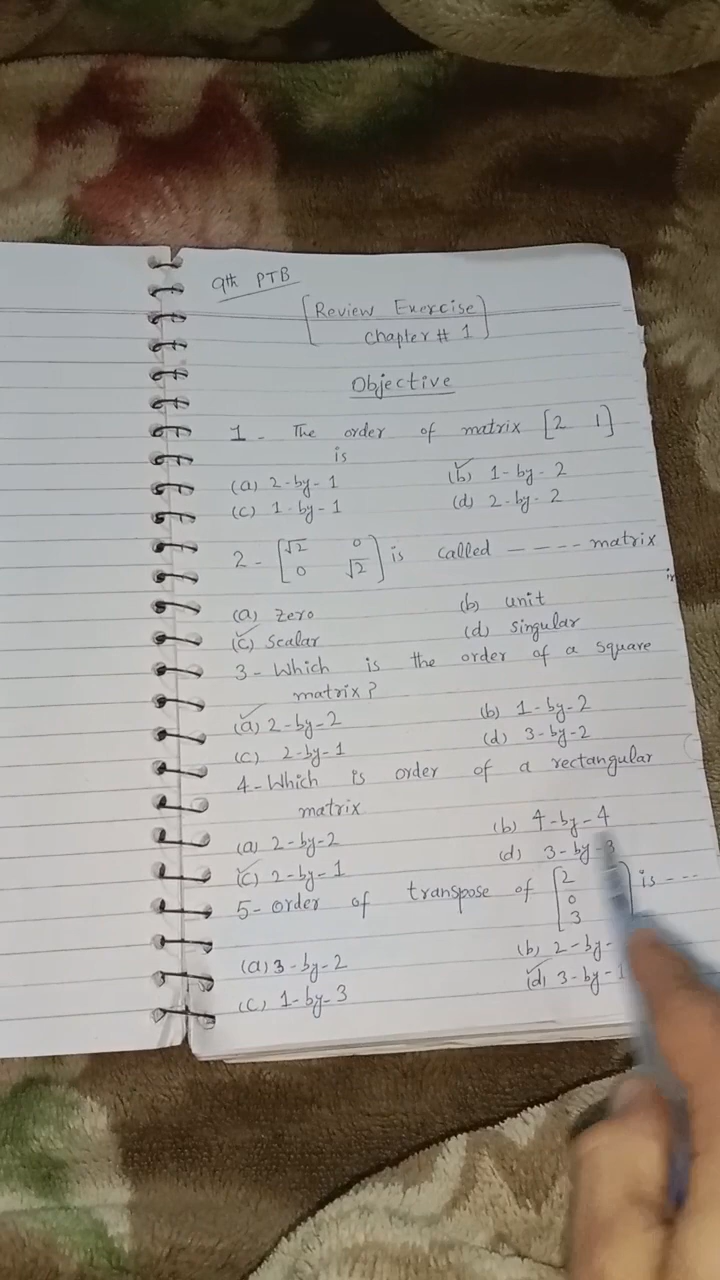 9th PTB
[Review Exercise]
Chapter # 1
Objective
1- The order of matrix [2 1]
is
(a) 2-by-1 (b) 1-by-2
(c) 1-by-1 (d) 2-by-2
2- [√2 0
0 √2] is called ---- matrix
(a) Zero (b) unit
(c) Scalar (d) singular
3- Which is the order of a square
matrix?
(a) 2-by-2 (b) 1-by-2
(c) 2-by-1 (d) 3-by-2
4- Which is order of a rectangular
matrix
(a) 2-by-2 (b) 4-by-4
(c) 2-by-1 (d) 3-by-3
5- Order of transpose of [2
0
3 ] is ---
(a) 3-by-2 (b) 2-by-
(c) 1-by-3 (d) 3-by-1